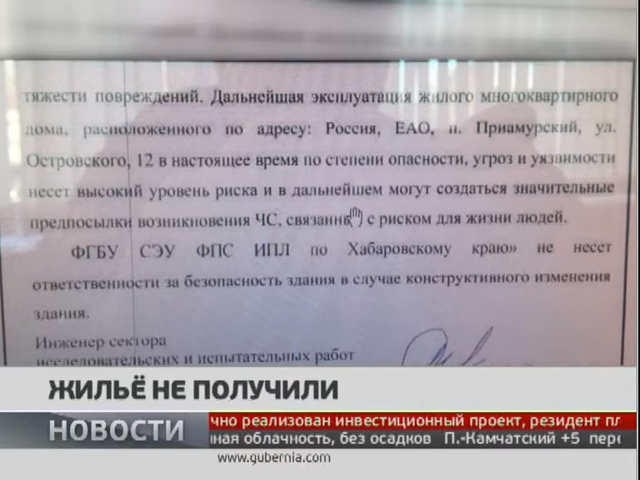 тяжести повреждений. Дальнейшая эксплуатация жилого многоквартирного
дома, расположенного по адресу: Россия, ЕАО, п. Приамурский, ул.
Островского, 12 в настоящее время по степени опасности, угроз и уязвимости
несет высокий уровень риска и в дальнейшем могут создаться значительные
предпосылки возникновения ЧС, с риском для жизни людей.
ФГБУ СЭУ ФПС ИПЛ по Хабаровскому краю» не несет
ответственности за безопасность здания в случае конструктивного изменения
здания.
Инженер сектора
исследовательских и испытательных работ
ЖИЛЬЁ НЕ ПОЛУЧИЛИ
НОВОСТИ
чно реализован инвестиционный проект, резидент пл
ная облачность, без осадков П.-Камчатский +5 пере
www.gubernia.com